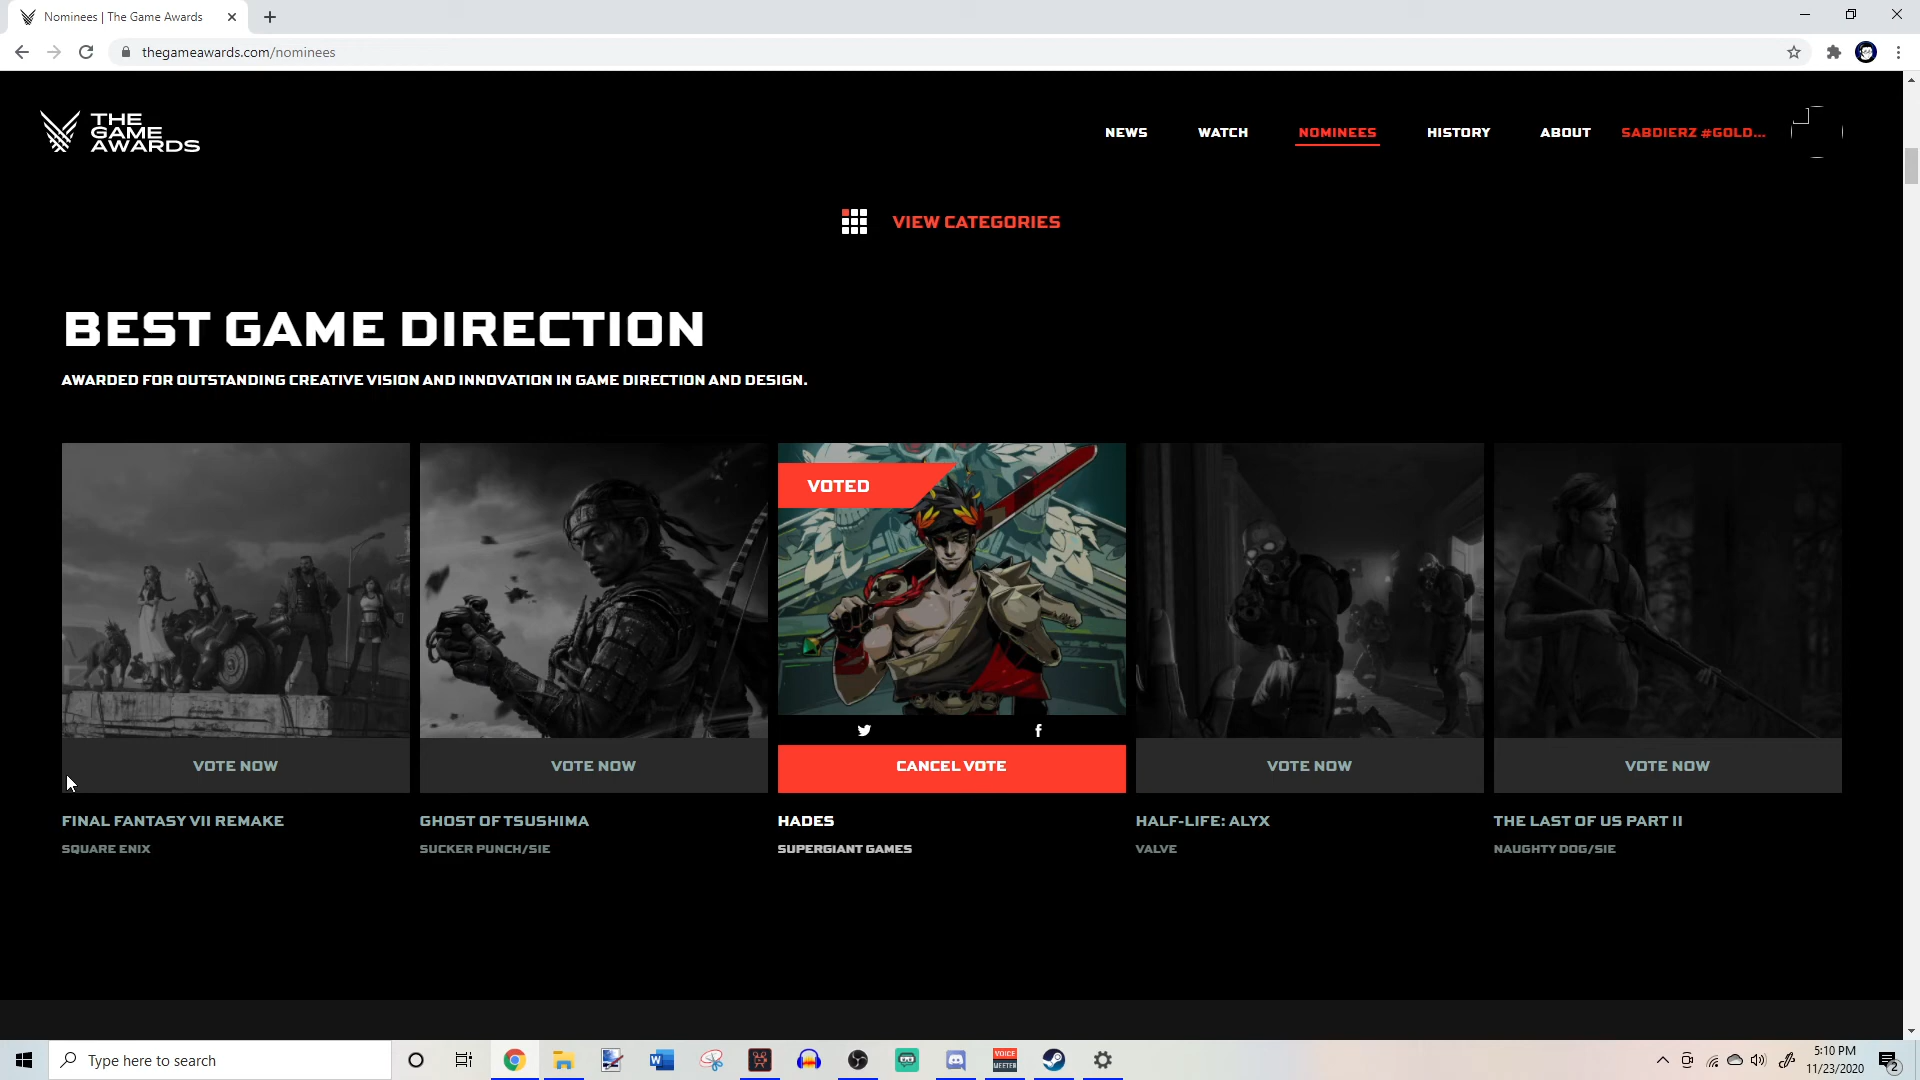 Nominees | The Game Awards
thegameawards.com/nominees
THE
GAME
AWARDS
NEWS
WATCH
NOMINEES
HISTORY
ABOUT
SABDIERZ #GOLD...
VIEW CATEGORIES
BEST GAME DIRECTION
AWARDED FOR OUTSTANDING CREATIVE VISION AND INNOVATION IN GAME DIRECTION AND DESIGN.
VOTED
VOTE NOW
VOTE NOW
CANCEL VOTE
VOTE NOW
VOTE NOW
FINAL FANTASY VII REMAKE
SQUARE ENIX
GHOST OF TSUSHIMA
SUCKER PUNCH/SIE
HADES
SUPERGIANT GAMES
HALF-LIFE: ALYX
VALVE
THE LAST OF US PART II
NAUGHTY DOG/SIE
Type here to search
VOICE
MEETER
5:10 PM
11/23/2020
2